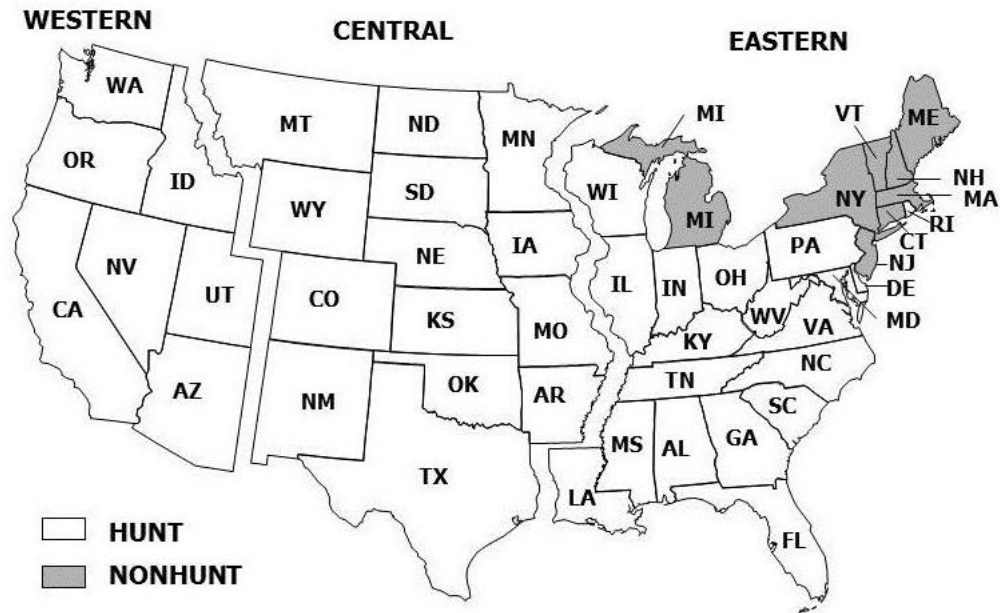 WESTERN
CENTRAL
EASTERN
WA
MT
ND
MN
MI
VT
ME
OR
ID
SD
WI
NH
MA
WY
MI
NY
RI
CT
NV
NE
IA
PA
NJ
UT
CO
IL
IN
OH
DE
CA
KS
MO
WV
VA
MD
KY
AZ
NM
OK
AR
TN
NC
SC
TX
MS
AL
GA
LA
FL
HUNT
NONHUNT